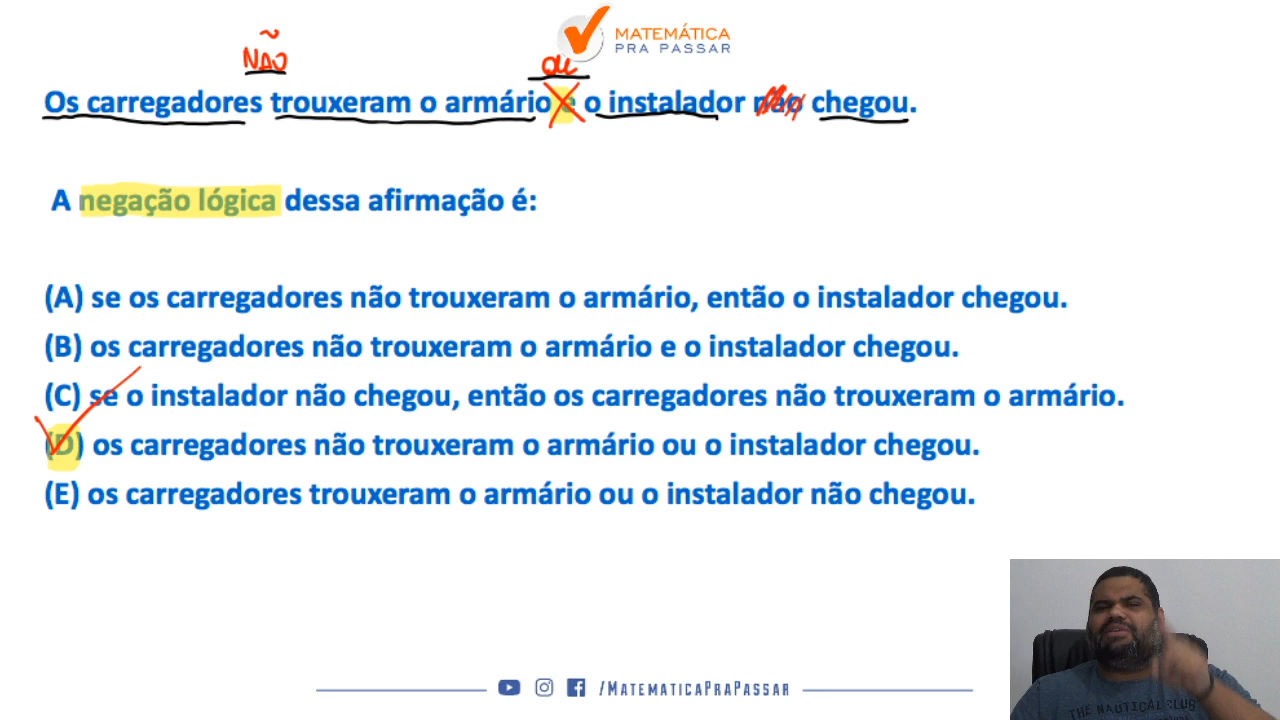 MATEMÁTICA
PRA PASSAR
NÃO
ou
Os carregadores trouxeram o armário e o instalador não chegou.
A negação lógica dessa afirmação é:
(A) se os carregadores não trouxeram o armário, então o instalador chegou.
(B) os carregadores não trouxeram o armário e o instalador chegou.
(C) se o instalador não chegou, então os carregadores não trouxeram o armário.
(D) os carregadores não trouxeram o armário ou o instalador chegou.
(E) os carregadores trouxeram o armário ou o instalador não chegou.
THE NAUTICAL CLUB
/MATEMATICAPRAPASSAR